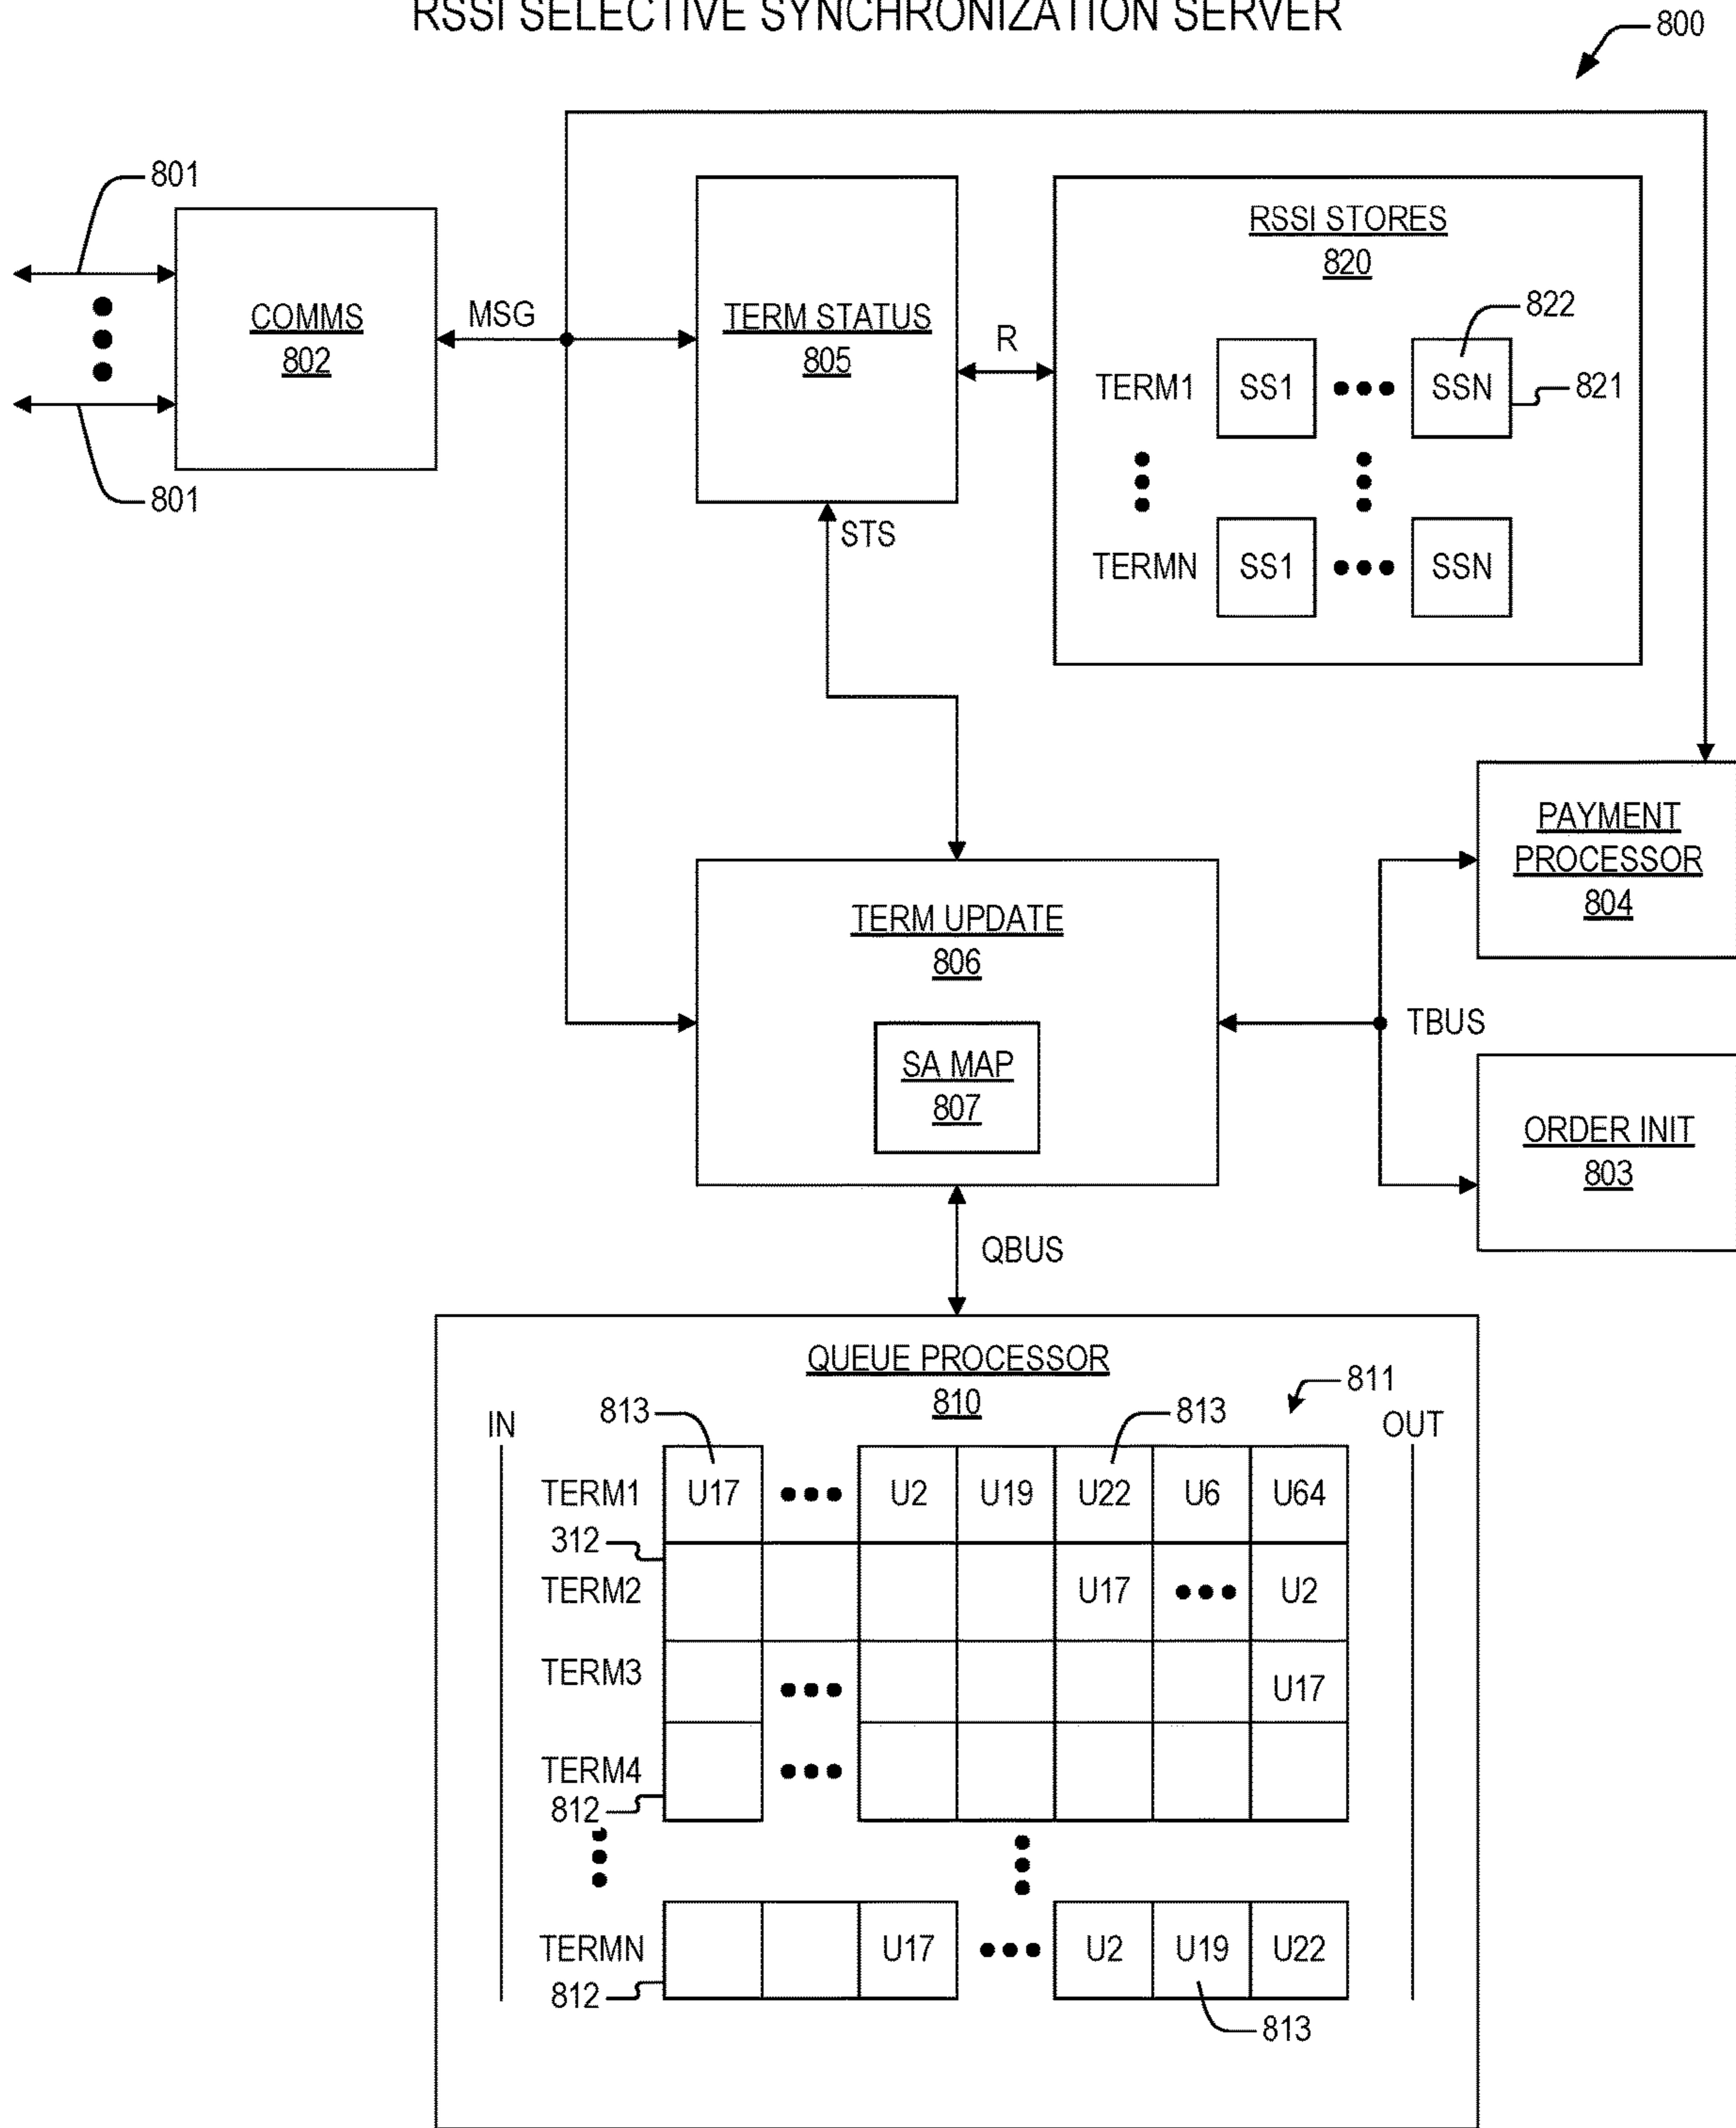 RSSI SELECTIVE SYNCHRONIZATION SERVER
800
801
COMMS
802
801
MSG
TERM STATUS
805
R
RSSI STORES
820
822
TERM1 SS1 SSN 821
TERMN SS1 SSN
STS
PAYMENT
PROCESSOR
804
TERM UPDATE
806
SA MAP
807
TBUS
ORDER INIT
803
QBUS
QUEUE PROCESSOR
810
811
IN 813 813 OUT
TERM1 U17 U2 U19 U22 U6 U64
312
TERM2 U17 U2
TERM3 U17
TERM4
812
TERMN U17 U2 U19 U22
812
813